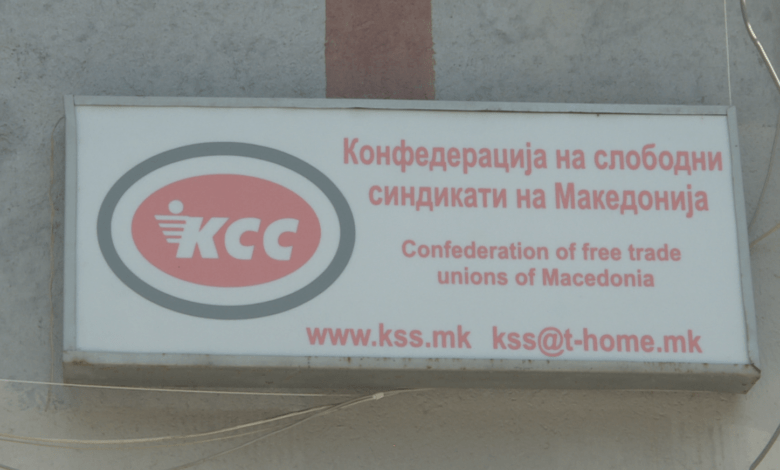 КСС
Конфедерација на слободни
синдикати на Македонија
Confederation of free trade
unions of Macedonia
www.kss.mk kss@t-home.mk